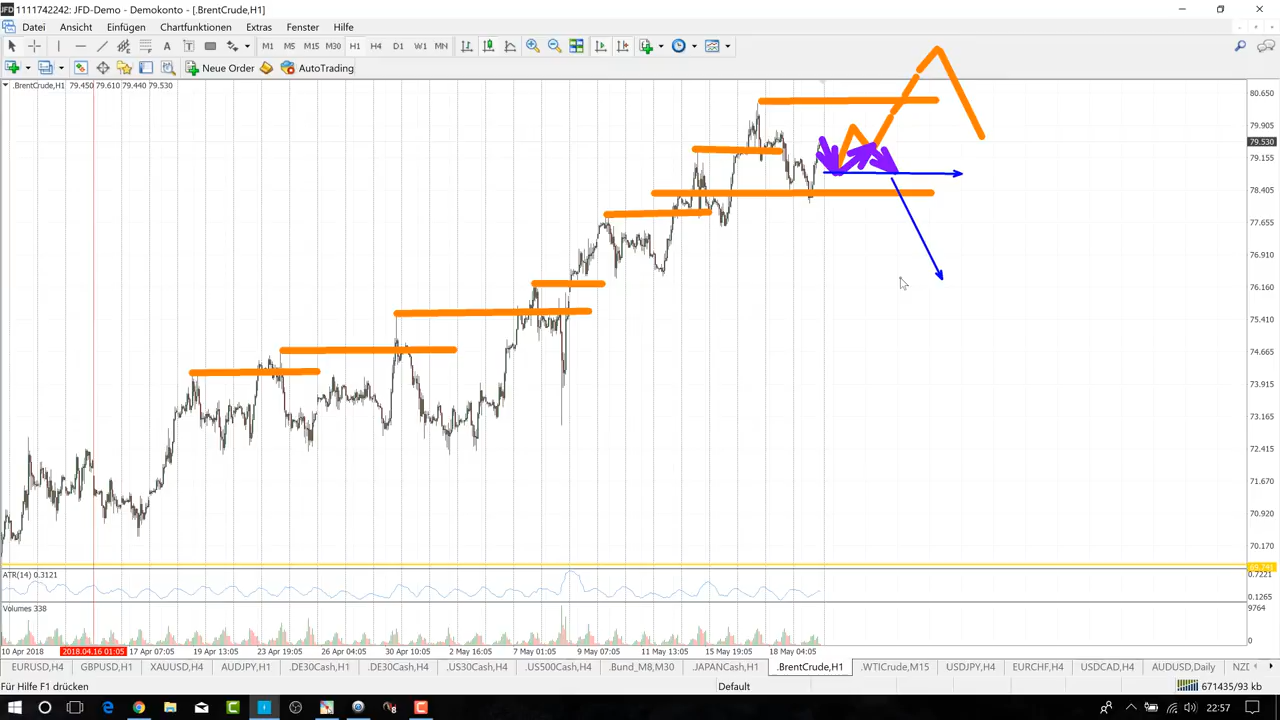 1111742242: JFD-Demo - Demokonto - [.BrentCrude,H1]
Datei Ansicht Einfügen Chartfunktionen Extras Fenster Hilfe
M1 M5 M15 M30 H1 H4 D1 W1 MN
Neue Order AutoTrading
.BrentCrude,H1 79.450 79.610 79.440 79.530
80.650
79.905
79.530
79.155
78.405
77.655
76.910
76.160
75.410
74.665
73.915
73.165
72.415
71.670
70.920
70.170
69.741
ATR(14) 0.3121
0.7221
0.1265
Volumes 338
9764
0
10 Apr 2018 2018.04.16 01:05 17 Apr 07:05 19 Apr 13:05 23 Apr 19:05 26 Apr 04:05 30 Apr 10:05 2 May 16:05 7 May 01:05 9 May 07:05 11 May 13:05 15 May 19:05 18 May 04:05
EURUSD,H4 GBPUSD,H1 XAUUSD,H4 AUDJPY,H1 .DE30Cash,H1 .DE30Cash,H4 .US30Cash,H4 .US500Cash,H4 .Bund_M8,M30 .JAPANCash,H1 .BrentCrude,H1 .WTICrude,M15 USDJPY,H4 EURCHF,H4 USDCAD,H4 AUDUSD,Daily NZD
Für Hilfe F1 drücken Default 671435/93 kb
22:57